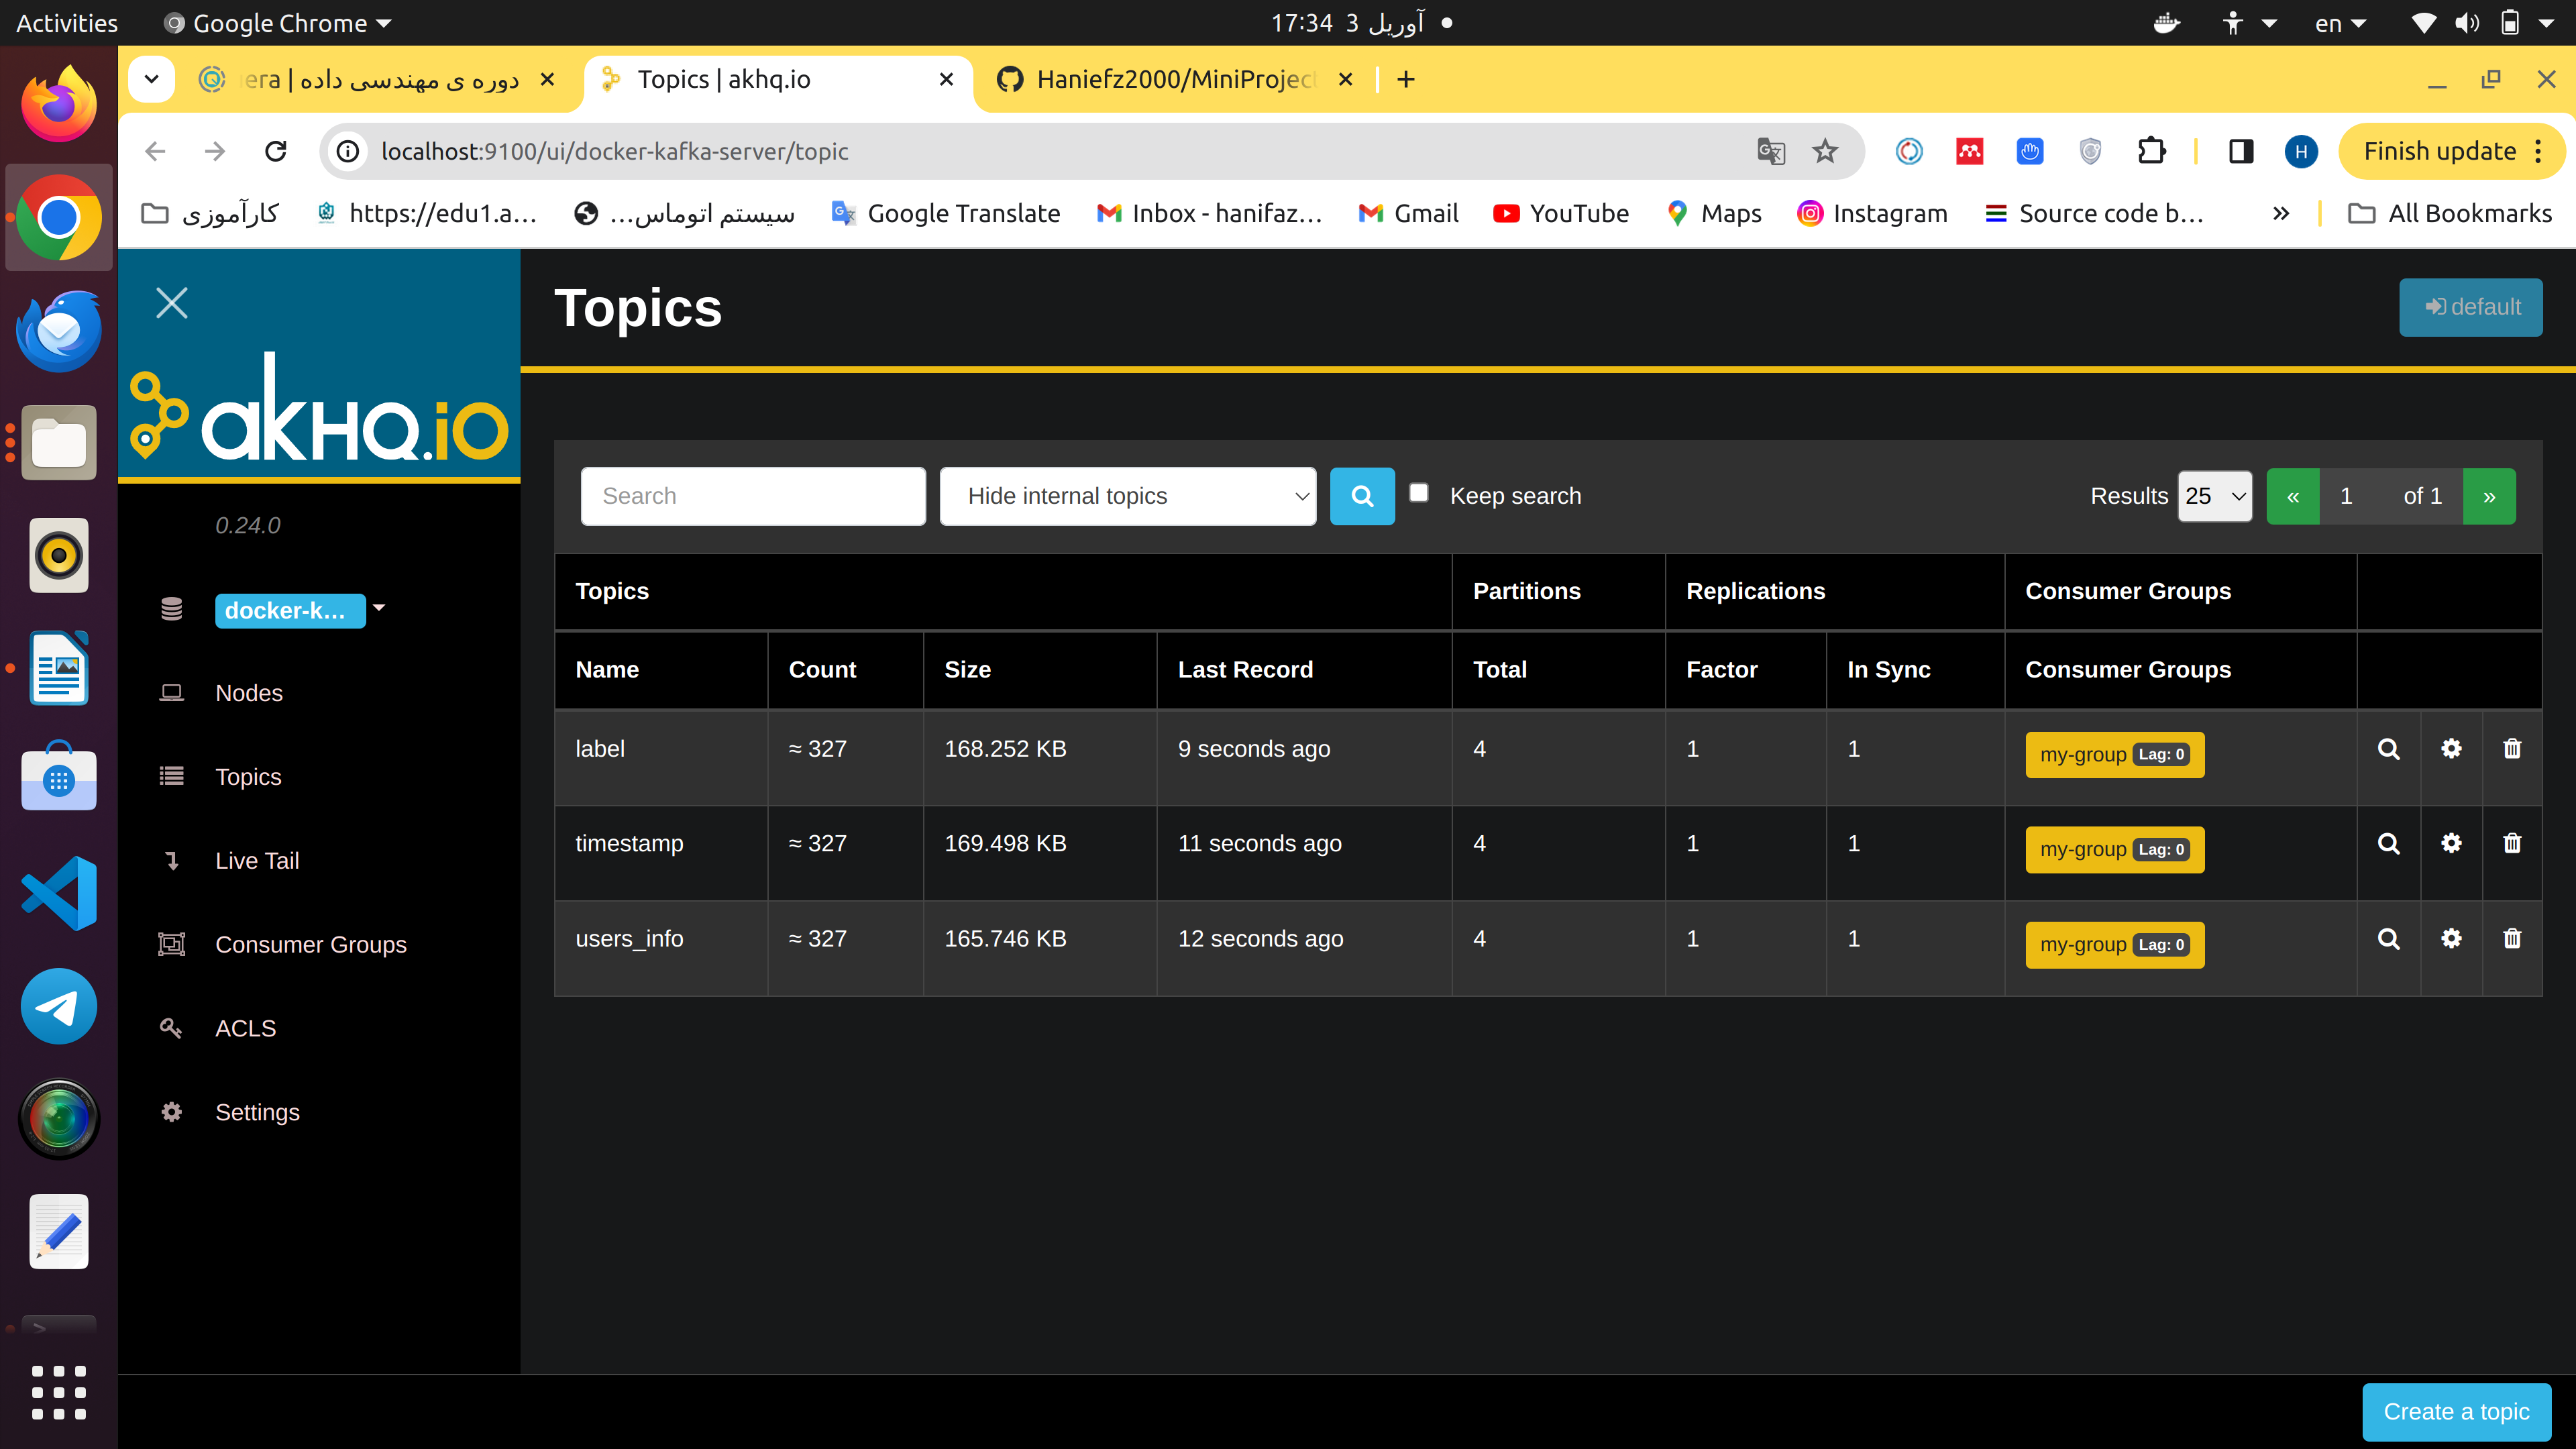 Activities Google Chrome 17:34 3 آوریل en
era | دوره ی مهندسی داده Topics | akhq.io Haniefz2000/MiniProject
localhost:9100/ui/docker-kafka-server/topic H Finish update
کارآموزی https://edu1.a... سیستم اتوماس... Google Translate Inbox - hanifaz... Gmail YouTube Maps Instagram Source code b... » All Bookmarks
Topics default
akHQ.io
0.24.0
docker-k...
Nodes
Topics
Live Tail
Consumer Groups
ACLS
Settings
Search Hide internal topics Keep search Results 25 « 1 of 1 »
Topics Partitions Replications Consumer Groups
Name Count Size Last Record Total Factor In Sync Consumer Groups
label ≈ 327 168.252 KB 9 seconds ago 4 1 1 my-group Lag: 0
timestamp ≈ 327 169.498 KB 11 seconds ago 4 1 1 my-group Lag: 0
users_info ≈ 327 165.746 KB 12 seconds ago 4 1 1 my-group Lag: 0
Create a topic